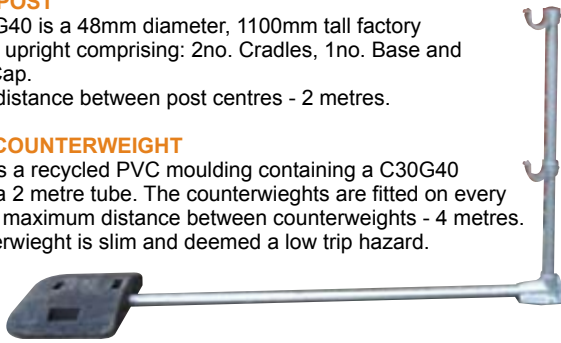 POST
G40 is a 48mm diameter, 1100mm tall factory
upright comprising: 2no. Cradles, 1no. Base and
Cap.
distance between post centres - 2 metres.
COUNTERWEIGHT
s a recycled PVC moulding containing a C30G40
a 2 metre tube. The counterwieghts are fitted on every
maximum distance between counterweights - 4 metres.
erwieght is slim and deemed a low trip hazard.